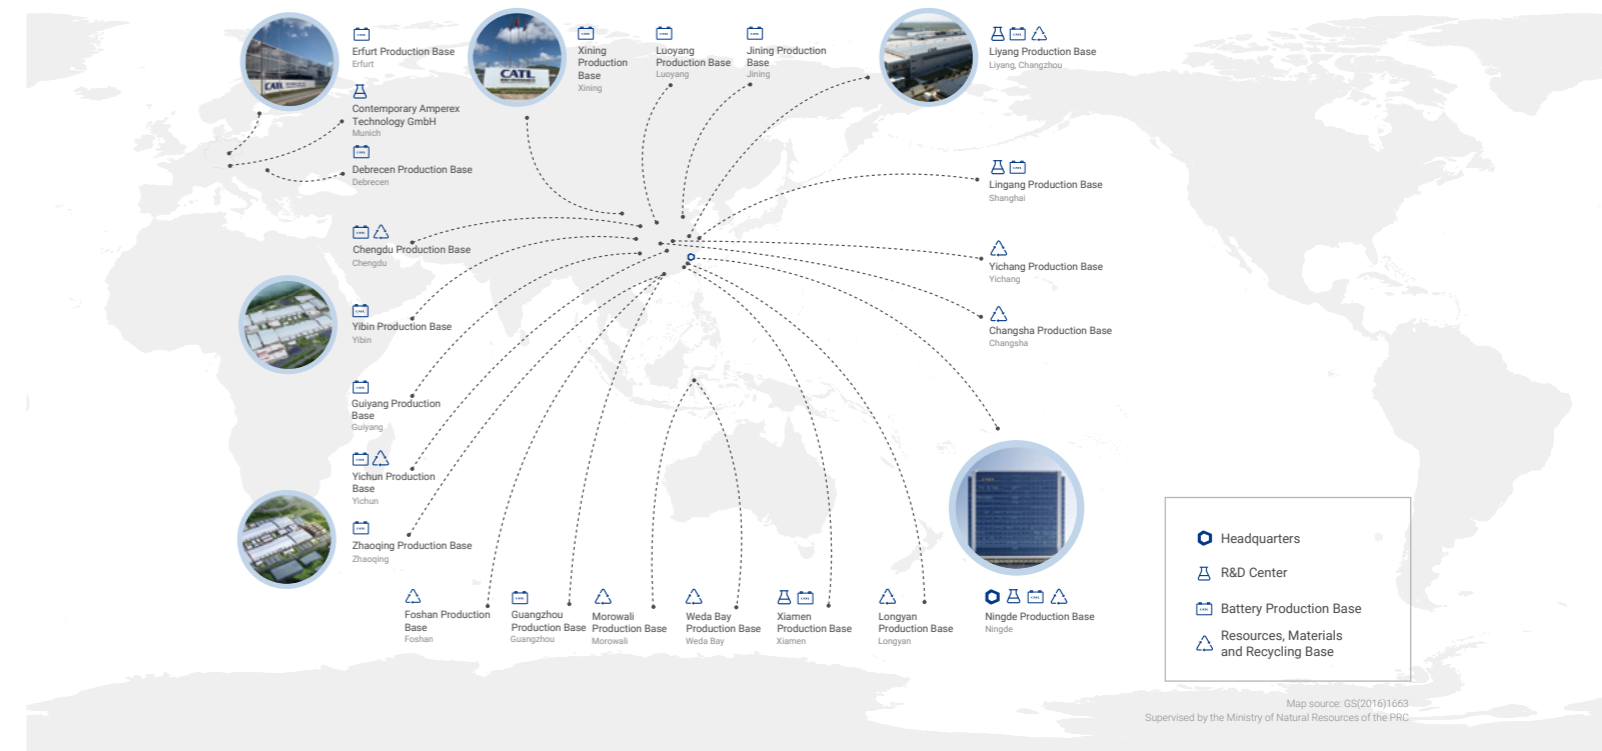 Erfurt Production Base
Erfurt
Contemporary Amperex
Technology GmbH
Munich
Debrecen Production Base
Debrecen
CATL
CATL
Xining
Production
Base
Xining
Luoyang
Production Base
Luoyang
Jining Production
Base
Jining
Liyang Production Base
Liyang, Changzhou
Lingang Production Base
Shanghai
Yichang Production Base
Yichang
Changsha Production Base
Changsha
Chengdu Production Base
Chengdu
Yibin Production Base
Yibin
Guiyang Production
Base
Guiyang
Yichun Production
Base
Yichun
Zhaoqing Production Base
Zhaoqing
Foshan Production
Base
Foshan
Guangzhou
Production Base
Guangzhou
Morowali
Production Base
Morowali
Weda Bay
Production Base
Weda Bay
Xiamen
Production Base
Xiamen
Longyan
Production Base
Longyan
Ningde Production Base
Ningde
Headquarters
R&D Center
Battery Production Base
Resources, Materials
and Recycling Base
Map source: GS(2016)1663
Supervised by the Ministry of Natural Resources of the PRC